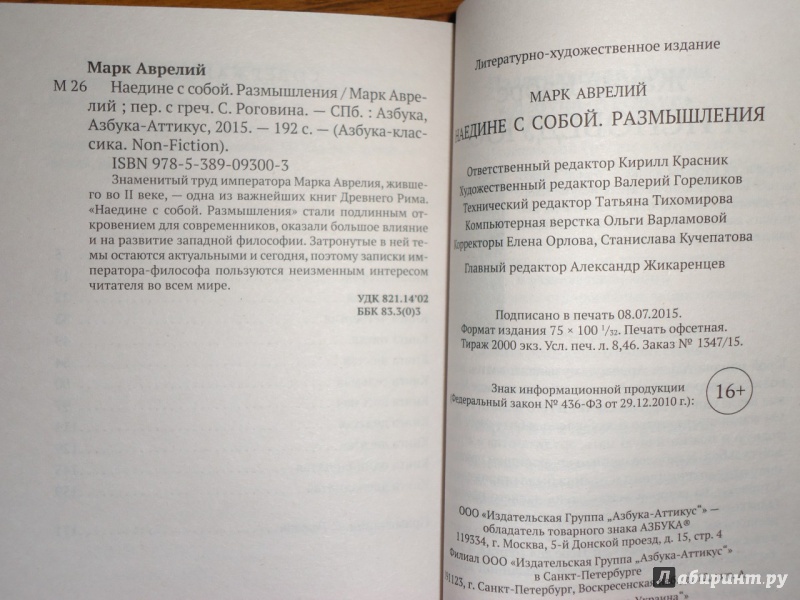 Марк Аврелий
М 26 Наедине с собой. Размышления / Марк Авре-
лий ; пер. с греч. С. Роговина. — СПб. : Азбука,
Азбука-Аттикус, 2015. — 192 с. — (Азбука-клас-
сика. Non-Fiction).
ISBN 978-5-389-09300-3
Знаменитый труд императора Марка Аврелия, живше-
го во II веке, — одна из важнейших книг Древнего Рима.
«Наедине с собой. Размышления» стали подлинным от-
кровением для современников, оказали большое влияние
и на развитие западной философии. Затронутые в ней те-
мы остаются актуальными и сегодня, поэтому записки им-
ператора-философа пользуются неизменным интересом
читателя во всем мире.
УДК 821.14'02
ББК 83.3(0)3
Литературно-художественное издание
МАРК АВРЕЛИЙ
НАЕДИНЕ С СОБОЙ. РАЗМЫШЛЕНИЯ
Ответственный редактор Кирилл Красник
Художественный редактор Валерий Гореликов
Технический редактор Татьяна Тихомирова
Компьютерная верстка Ольги Варламовой
Корректоры Елена Орлова, Станислава Кучепатова
Главный редактор Александр Жикаренцев
Подписано в печать 08.07.2015.
Формат издания 75 × 100 1/32. Печать офсетная.
Тираж 2000 экз. Усл. печ. л. 8,46. Заказ № 1347/15.
Знак информационной продукции
(Федеральный закон № 436-ФЗ от 29.12.2010 г.):
16+
ООО «Издательская Группа „Азбука-Аттикус"» —
обладатель товарного знака АЗБУКА®
119334, г. Москва, 5-й Донской проезд, д. 15, стр. 4
Филиал ООО «Издательская Группа „Азбука-Аттикус"»
в Санкт-Петербурге
191123, г. Санкт-Петербург, Воскресенская
Украина"»
Лабиринт.ру